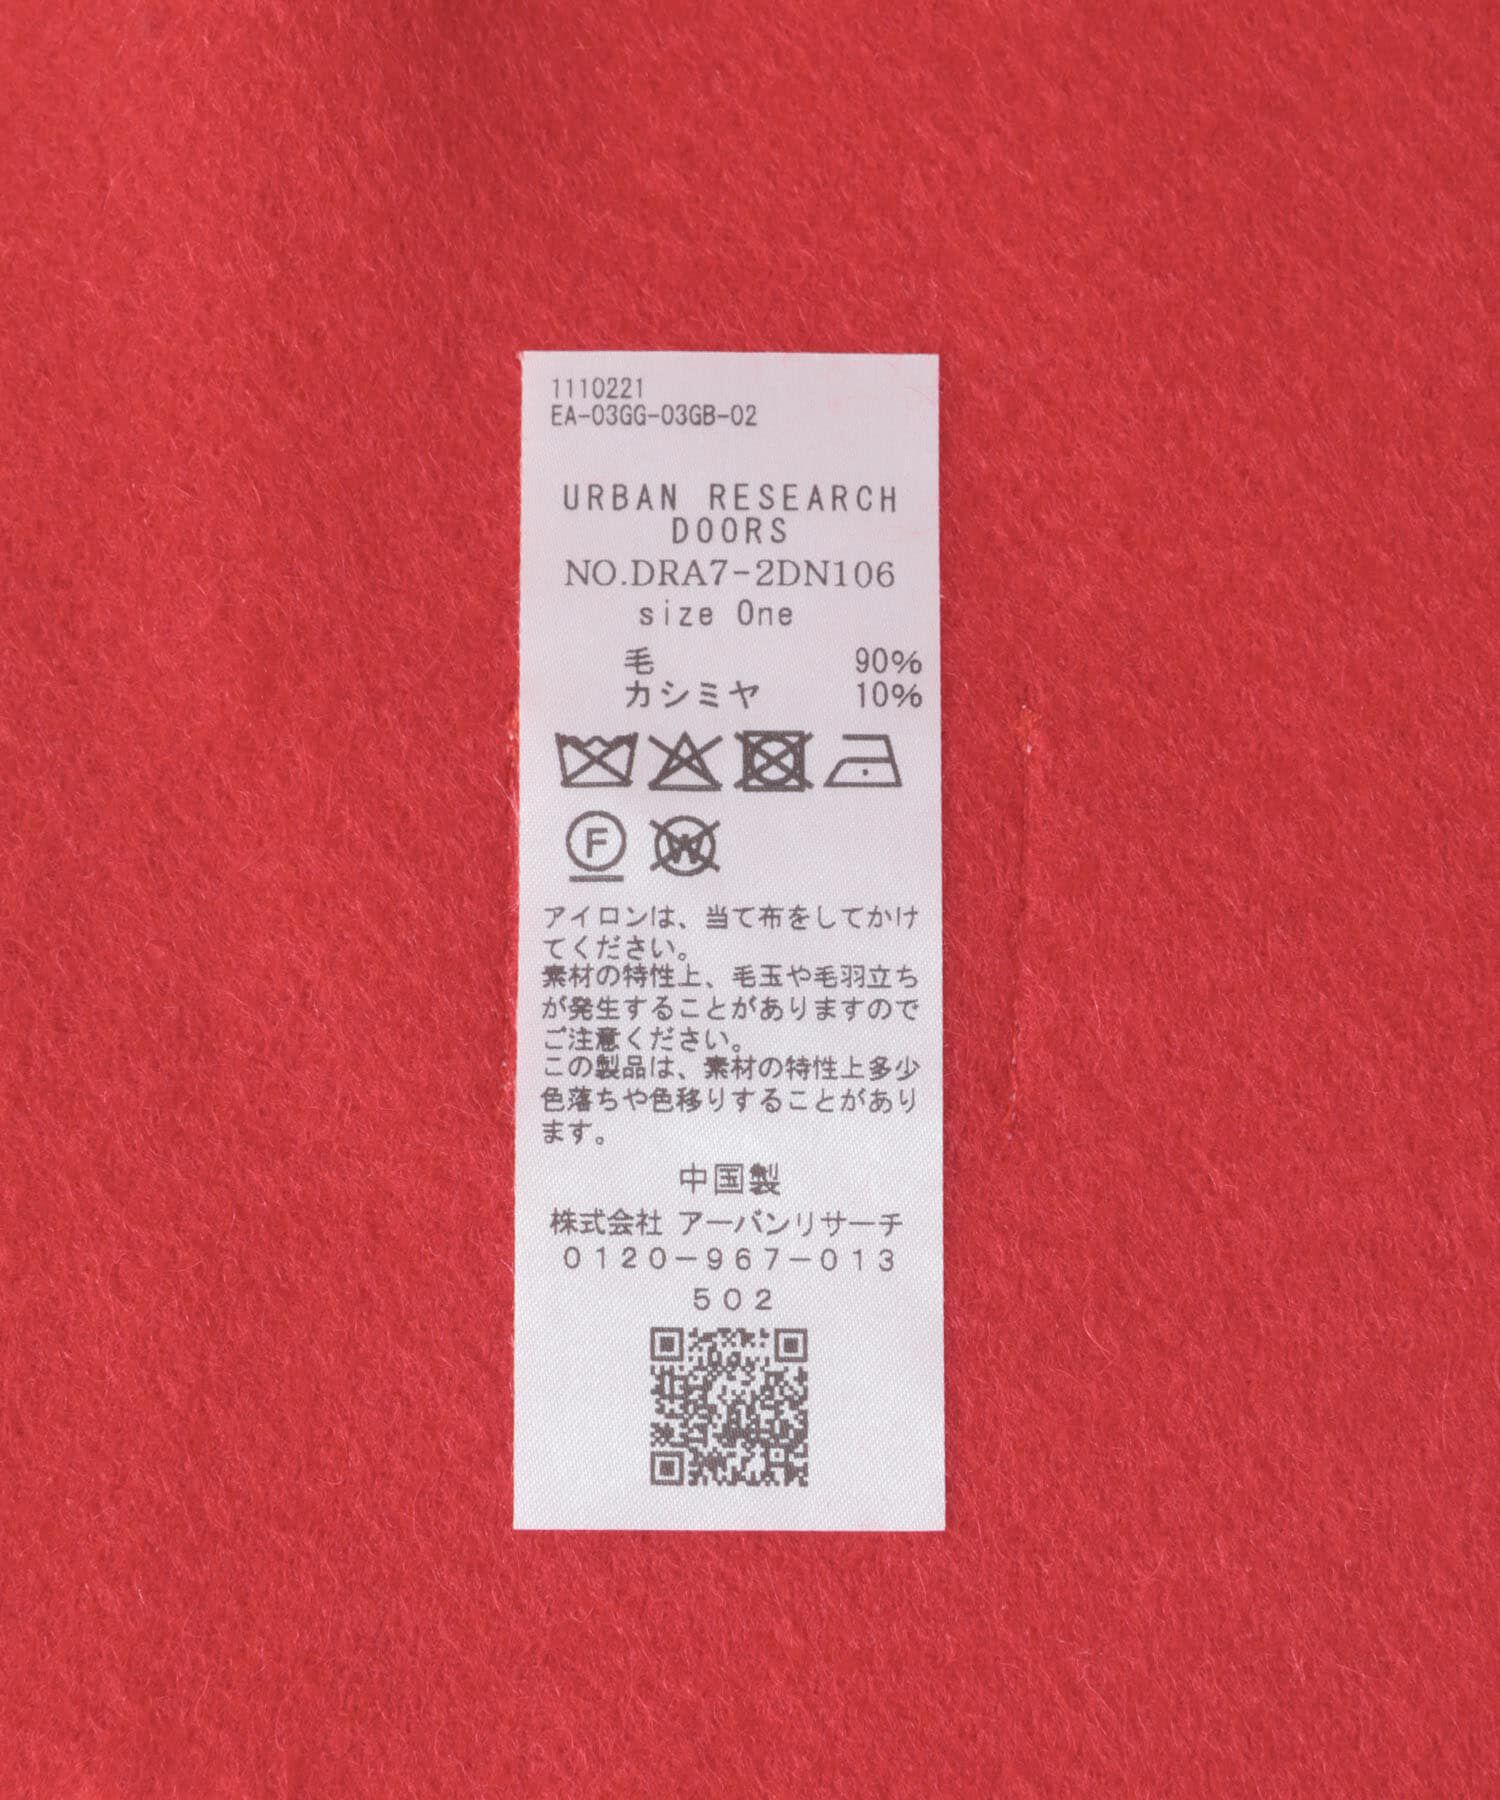 1110221
EA-03GG-03GB-02
URBAN RESEARCH
DOORS
NO.DRA7-2DN106
size One
毛 90%
カシミヤ 10%
F W
アイロンは、当て布をしてかけ
てください。
素材の特性上、毛玉や毛羽立ち
が発生することがありますので
ご注意ください。
この製品は、素材の特性上多少
色落ちや色移りすることがあり
ます。
中国製
株式会社 アーバンリサーチ
0120-967-013
502